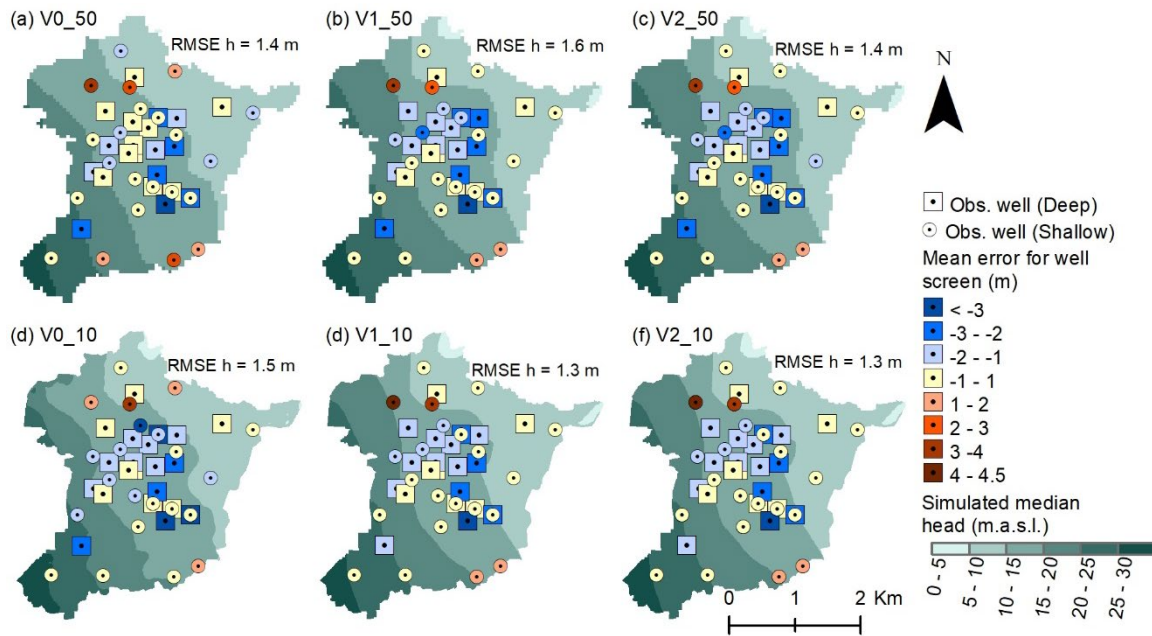 (a) V0_50
RMSE h = 1.4 m
(b) V1_50
RMSE h = 1.6 m
(c) V2_50
RMSE h = 1.4 m
N
(d) V0_10
RMSE h = 1.5 m
(d) V1_10
RMSE h = 1.3 m
(f) V2_10
RMSE h = 1.3 m
0 1 2 Km
Obs. well (Deep)
Obs. well (Shallow)
Mean error for well
screen (m)
< -3
-3 - -2
-2 - -1
-1 - 1
1 - 2
2 - 3
3 -4
4 - 4.5
Simulated median
head (m.a.s.l.)
0 - 5
5 - 10
10 - 15
15 - 20
20 - 25
25 - 30